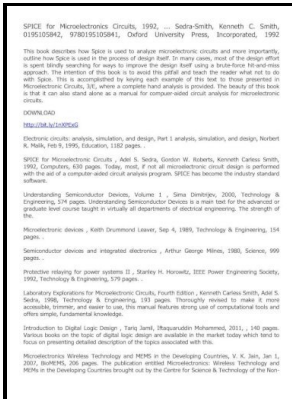 SPICE for Microelectronics Circuits, 1992, ... Sedra-Smith, Kenneth C. Smith,
0195105842, 9780195105841, Oxford University Press, Incorporated, 1992
This book describes how Spice is used to analyze microelectronic circuits and more importantly,
outline how Spice is used in the process of design itself. In many cases, most of the design effort
is spent blindly searching for ways to improve the design itself using a brute-force hit-and-miss
approach. The intention of this book is to avoid this pitfall and teach the reader what not to do
with Spice. This is accomplished by keeping each example of this text to those presented in
Microelectronic Circuits, 3/E, where a complete hand analysis is provided. The beauty of this book
is that it can also stand alone as a manual for computer-aided circuit analysis for microelectronic
circuits.
DOWNLOAD
Electronic circuits: analysis, simulation, and design, Part 1 analysis, simulation, and design, Norbert
R. Malik, Feb 9, 1995, Education, 1182 pages. .
SPICE for Microelectronic Circuits , Adel S. Sedra, Gordon W. Roberts, Kenneth Carless Smith,
1992, Computers, 630 pages. Today, most, if not all microelectronic circuit design is performed
with the aid of a computer-aided circuit analysis program. SPICE has become the industry standard
software.
Understanding Semiconductor Devices, Volume 1 , Sima Dimitrijev, 2000, Technology &
Engineering, 574 pages. Understanding Semiconductor Devices is a main text for the advanced or
graduate level course taught in virtually all departments of electrical engineering. The strength of
the.
Microelectronic devices , Keith Drummond Leaver, Sep 4, 1989, Technology & Engineering, 154
pages. .
Semiconductor devices and integrated electronics , Arthur George Milnes, 1980, Science, 999
pages. .
Protective relaying for power systems II , Stanley H. Horowitz, IEEE Power Engineering Society,
1992, Technology & Engineering, 579 pages. .
Laboratory Explorations for Microelectronic Circuits, Fourth Edition , Kenneth Carless Smith, Adel S.
Sedra, 1998, Technology & Engineering, 193 pages. Thoroughly revised to make it more
accessible, trimmer, and easier to use, this manual features strong use of computational tools and
offers simple, fundamental knowledge.
Introduction to Digital Logic Design , Tariq Jamil, Iftaquaruddin Mohammed, 2011, , 140 pages.
Various books on the topic of digital logic design are available in the market today which tend to
focus on presenting detailed description of the topics associated with this.
Microelectronics Wireless Technology and MEMS in the Developing Countries, V. K. Jain, Jan 1,
2007, BioMEMS, 206 pages. The publication entitled Microelectronics: Wireless Technology and
MEMs in the Developing Countries brought out by the Centre for Science & Technology of the Non-